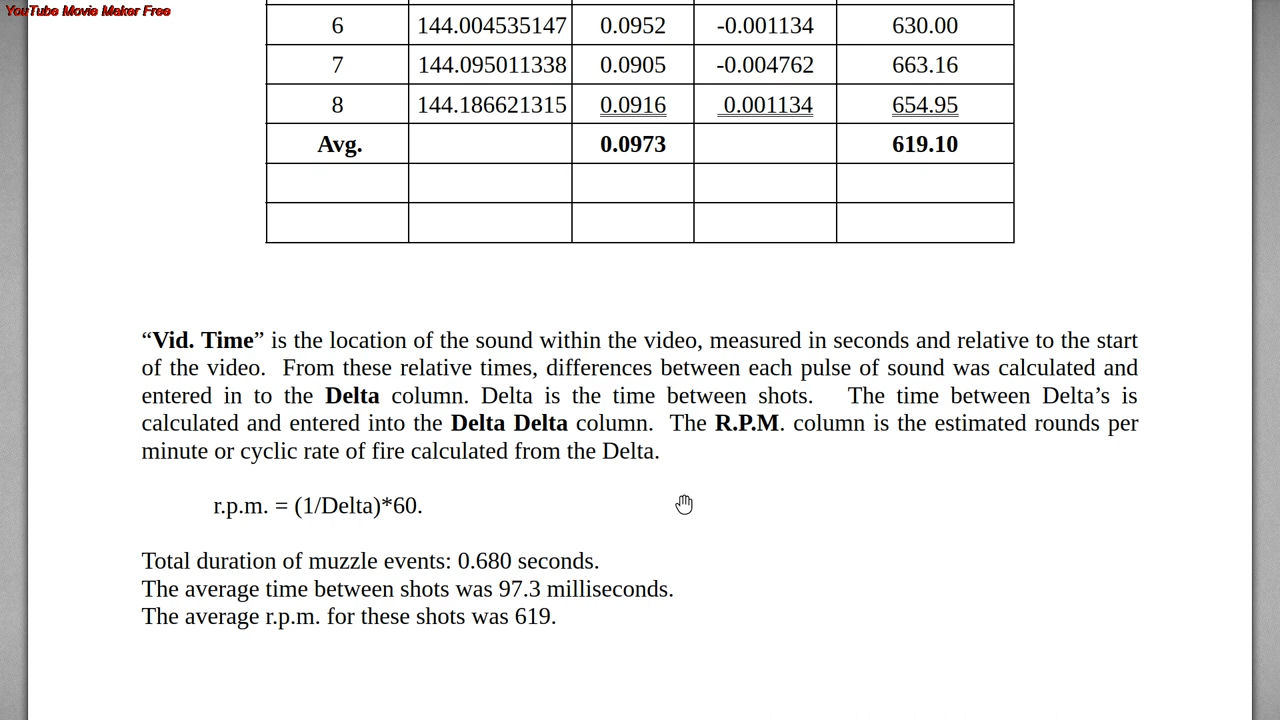 YouTube Movie Maker Free
6 144.004535147 0.0952 -0.001134 630.00
7 144.095011338 0.0905 -0.004762 663.16
8 144.186621315 0.0916 0.001134 654.95
Avg. 0.0973 619.10
“Vid. Time” is the location of the sound within the video, measured in seconds and relative to the start
of the video. From these relative times, differences between each pulse of sound was calculated and
entered in to the Delta column. Delta is the time between shots. The time between Delta’s is
calculated and entered into the Delta Delta column. The R.P.M. column is the estimated rounds per
minute or cyclic rate of fire calculated from the Delta.
r.p.m. = (1/Delta)*60.
Total duration of muzzle events: 0.680 seconds.
The average time between shots was 97.3 milliseconds.
The average r.p.m. for these shots was 619.